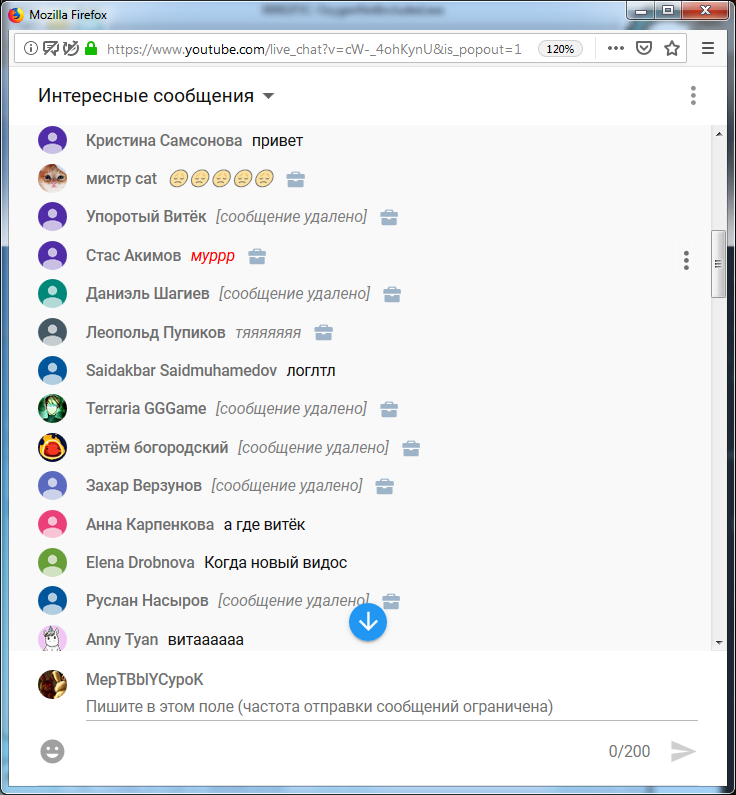 Mozilla Firefox
https://www.youtube.com/live_chat?v=cW-_4ohKynU&is_popout=1 120%
Интересные сообщения
Кристина Самсонова привет
мистр cat
Упоротый Витёк [сообщение удалено]
Стас Акимов муррр
Даниэль Шагиев [сообщение удалено]
Леопольд Пупиков тяяяяяяя
Saidakbar Saidmuhamedov логлтл
Terraria GGGame [сообщение удалено]
артём богородский [сообщение удалено]
Захар Верзунов [сообщение удалено]
Анна Карпенкова а где витёк
Elena Drobnova Когда новый видос
Руслан Насыров [сообщение удалено]
Anny Tyan витаааааа
MepTBbIYCypoK
Пишите в этом поле (частота отправки сообщений ограничена)
0/200